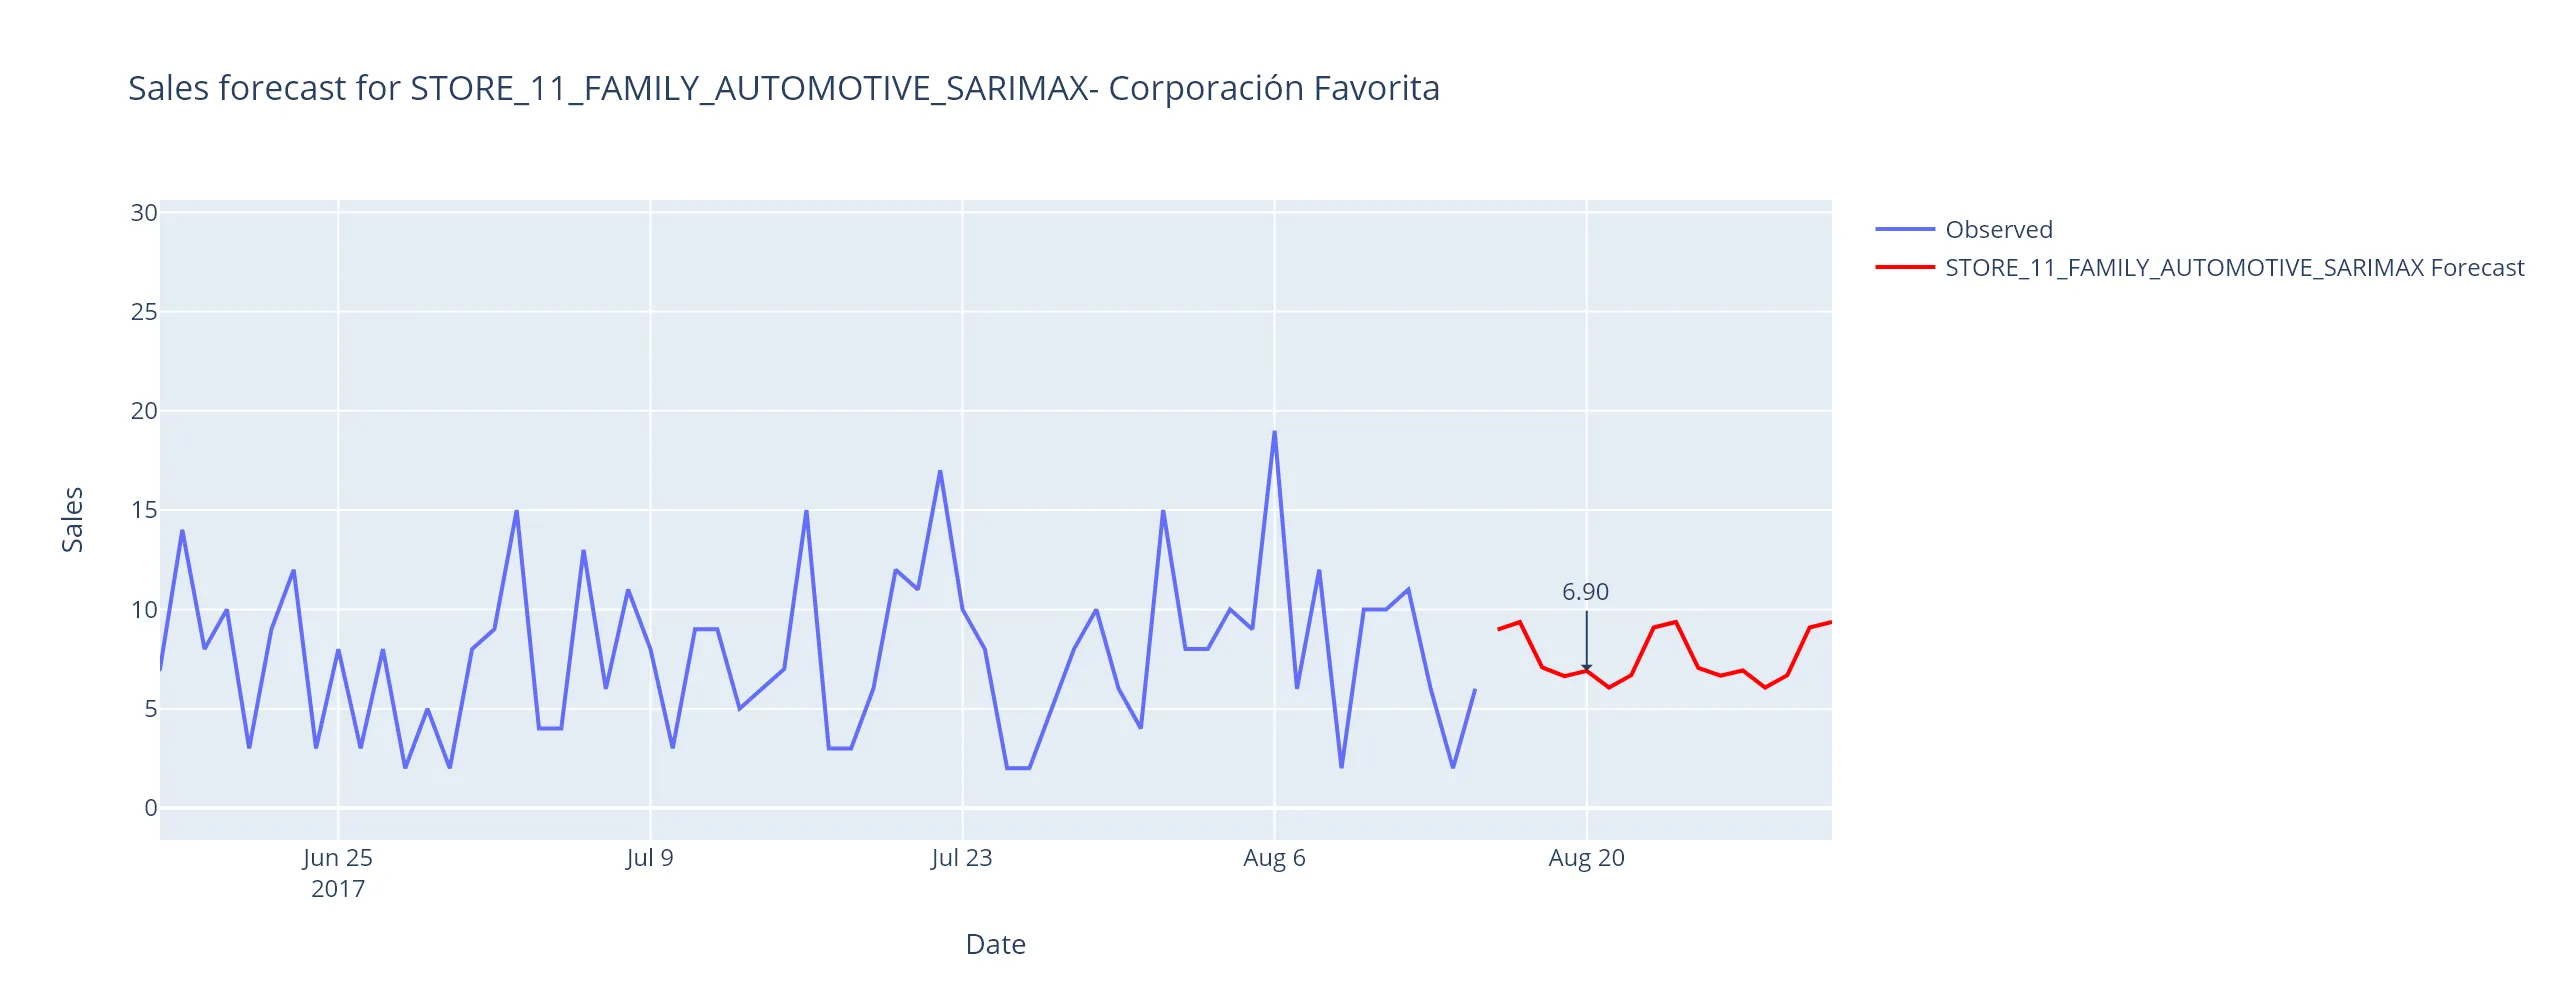 Sales forecast for STORE_11_FAMILY_AUTOMOTIVE_SARIMAX- Corporación Favorita
Observed
STORE_11_FAMILY_AUTOMOTIVE_SARIMAX Forecast
Sales
30
25
20
15
10
5
0
6.90
Jun 25
2017
Jul 9
Jul 23
Aug 6
Aug 20
Date